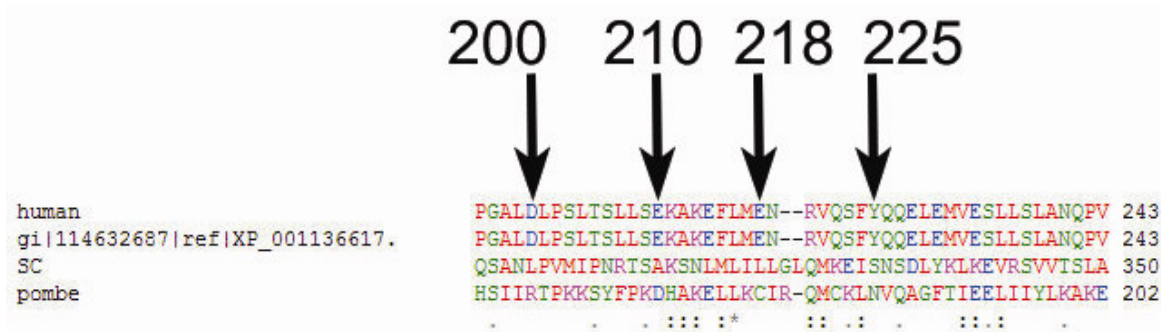 200 210 218 225
human PGALDLPSLTSLLSEKAKEFLMEN--RVQSFYQQELEMVESLLSLANQPV 243
gi|114632687|ref|XP_001136617. PGALDLPSLTSLLSEKAKEFLMEN--RVQSFYQQELEMVESLLSLANQPV 243
SC QSANLPVMIPNRTSAKSNLMLILLGLQMKEISNSDLYKLKEVRSVVTSLA 350
pombe HSIIRTPKKSYFPKDHAKELLKCIR-QMCKLNVQAGFTIEELIIYLKAKE 202
. . . ::: :* :: .: . ::.: .